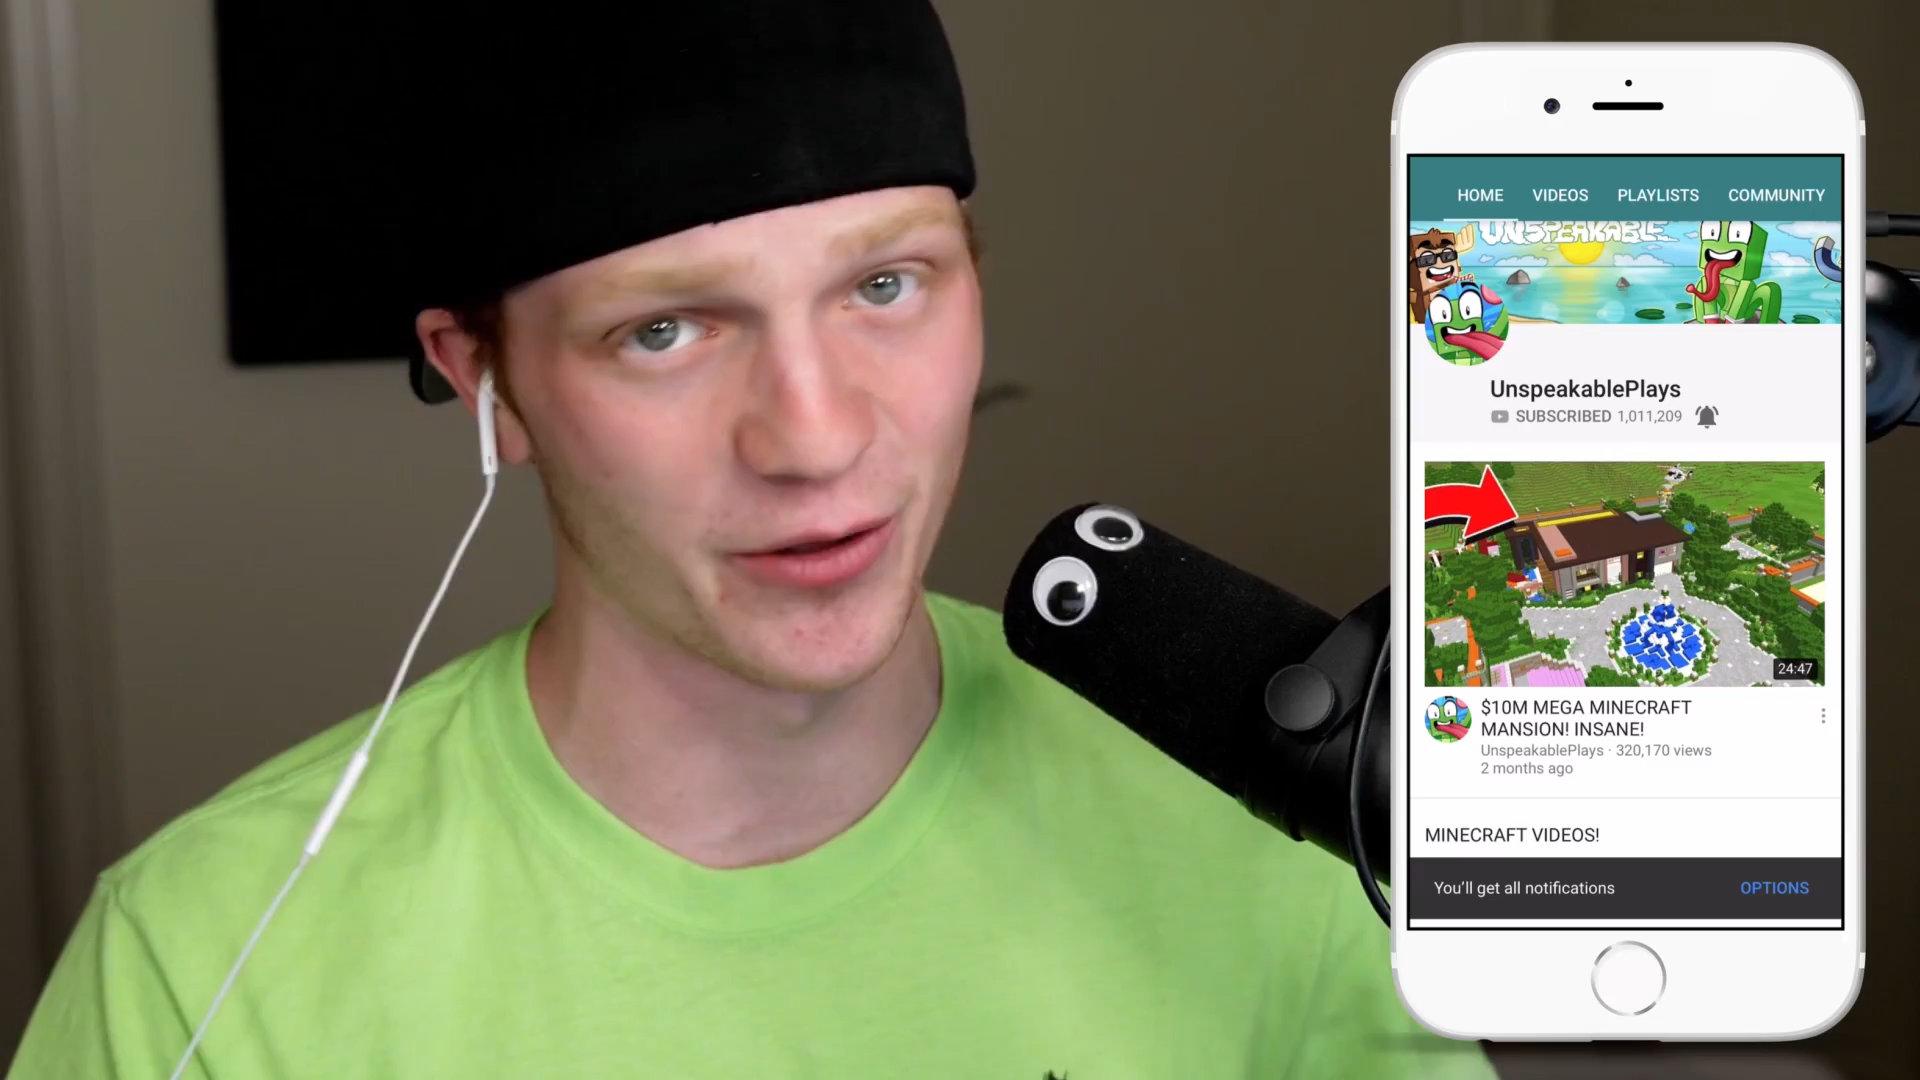 HOME VIDEOS PLAYLISTS COMMUNITY
UNSPEAKABLE
UnspeakablePlays
SUBSCRIBED 1,011,209
24:47
$10M MEGA MINECRAFT
MANSION! INSANE!
UnspeakablePlays · 320,170 views
2 months ago
MINECRAFT VIDEOS!
You'll get all notifications OPTIONS